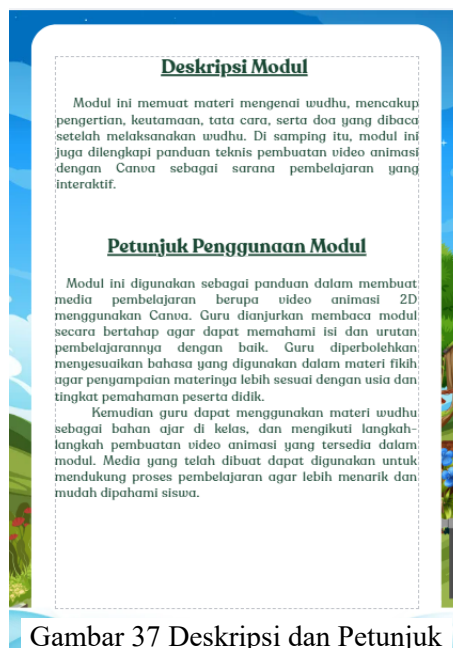 Deskripsi Modul
Modul ini memuat materi mengenai wudhu, mencakup
pengertian, keutamaan, tata cara, serta doa yang dibaca
setelah melaksanakan wudhu. Di samping itu, modul ini
juga dilengkapi panduan teknis pembuatan video animasi
dengan Canva sebagai sarana pembelajaran yang
interaktif.
Petunjuk Penggunaan Modul
Modul ini digunakan sebagai panduan dalam membuat
media pembelajaran berupa video animasi 2D
menggunakan Canva. Guru dianjurkan membaca modul
secara bertahap agar dapat memahami isi dan urutan
pembelajarannya dengan baik. Guru diperbolehkan
menyesuaikan bahasa yang digunakan dalam materi fikih
agar penyampaian materinya lebih sesuai dengan usia dan
tingkat pemahaman peserta didik.
Kemudian guru dapat menggunakan materi wudhu
sebagai bahan ajar di kelas, dan mengikuti langkah-
langkah pembuatan video animasi yang tersedia dalam
modul. Media yang telah dibuat dapat digunakan untuk
mendukung proses pembelajaran agar lebih menarik dan
mudah dipahami siswa.
Gambar 37 Deskripsi dan Petunjuk